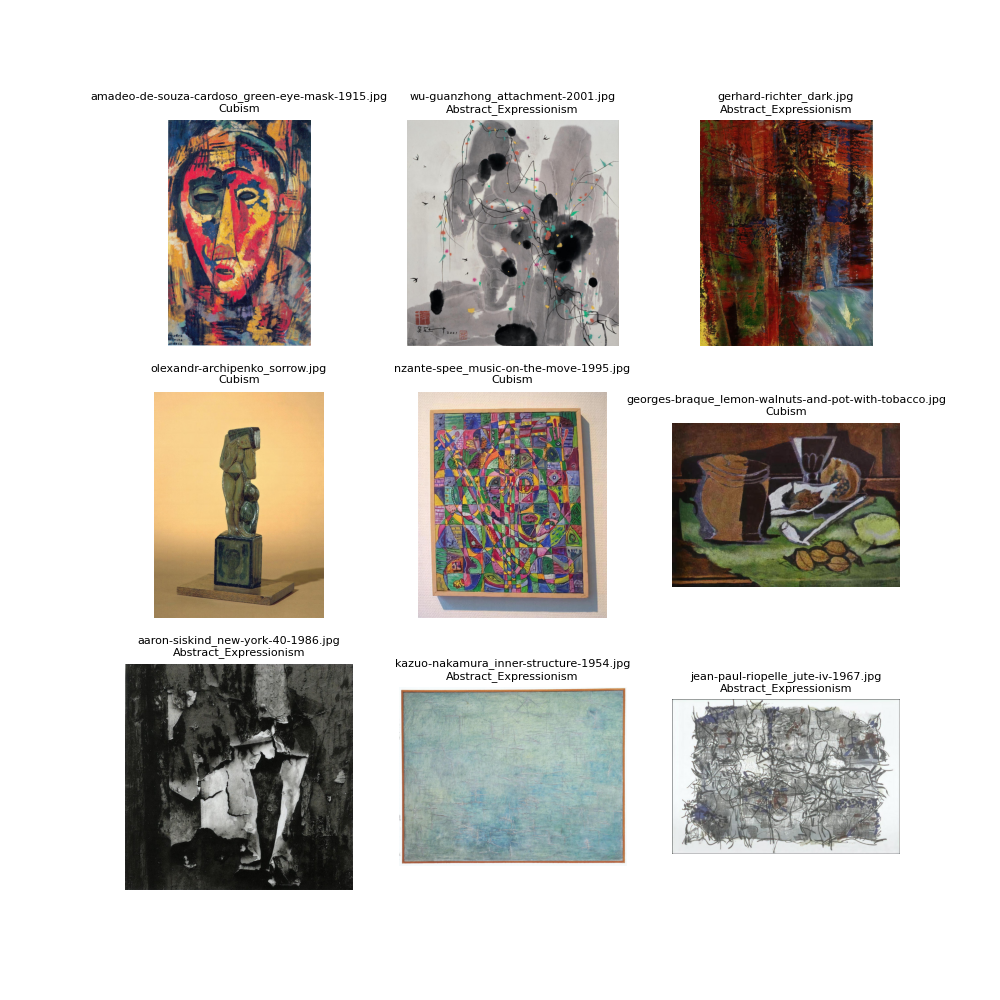 amadeo-de-souza-cardoso_green-eye-mask-1915.jpg
Cubism
wu-guanzhong_attachment-2001.jpg
Abstract_Expressionism
gerhard-richter_dark.jpg
Abstract_Expressionism
olexandr-archipenko_sorrow.jpg
Cubism
nzante-spee_music-on-the-move-1995.jpg
Cubism
georges-braque_lemon-walnuts-and-pot-with-tobacco.jpg
Cubism
aaron-siskind_new-york-40-1986.jpg
Abstract_Expressionism
kazuo-nakamura_inner-structure-1954.jpg
Abstract_Expressionism
jean-paul-riopelle_jute-iv-1967.jpg
Abstract_Expressionism